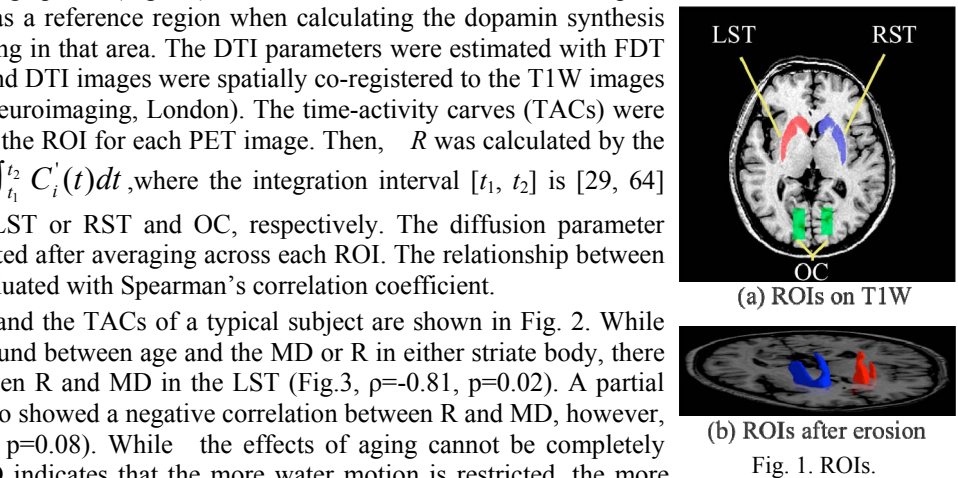 as a reference region when calculating the dopamin synthesis
ng in that area. The DTI parameters were estimated with FDT
nd DTI images were spatially co-registered to the T1W images
euroimaging, London). The time-activity carves (TACs) were
the ROI for each PET image. Then, R was calculated by the
∫_{t_1}^{t_2} C_i'(t)dt ,where the integration interval [t₁, t₂] is [29, 64]
LST or RST and OC, respectively. The diffusion parameter
ted after averaging across each ROI. The relationship between
luated with Spearman's correlation coefficient.
and the TACs of a typical subject are shown in Fig. 2. While
und between age and the MD or R in either striate body, there
en R and MD in the LST (Fig.3, ρ=-0.81, p=0.02). A partial
o showed a negative correlation between R and MD, however,
p=0.08). While the effects of aging cannot be completely
indicates that the more water motion is restricted, the more
LST RST
OC
(a) ROIs on T1W
(b) ROIs after erosion
Fig. 1. ROIs.